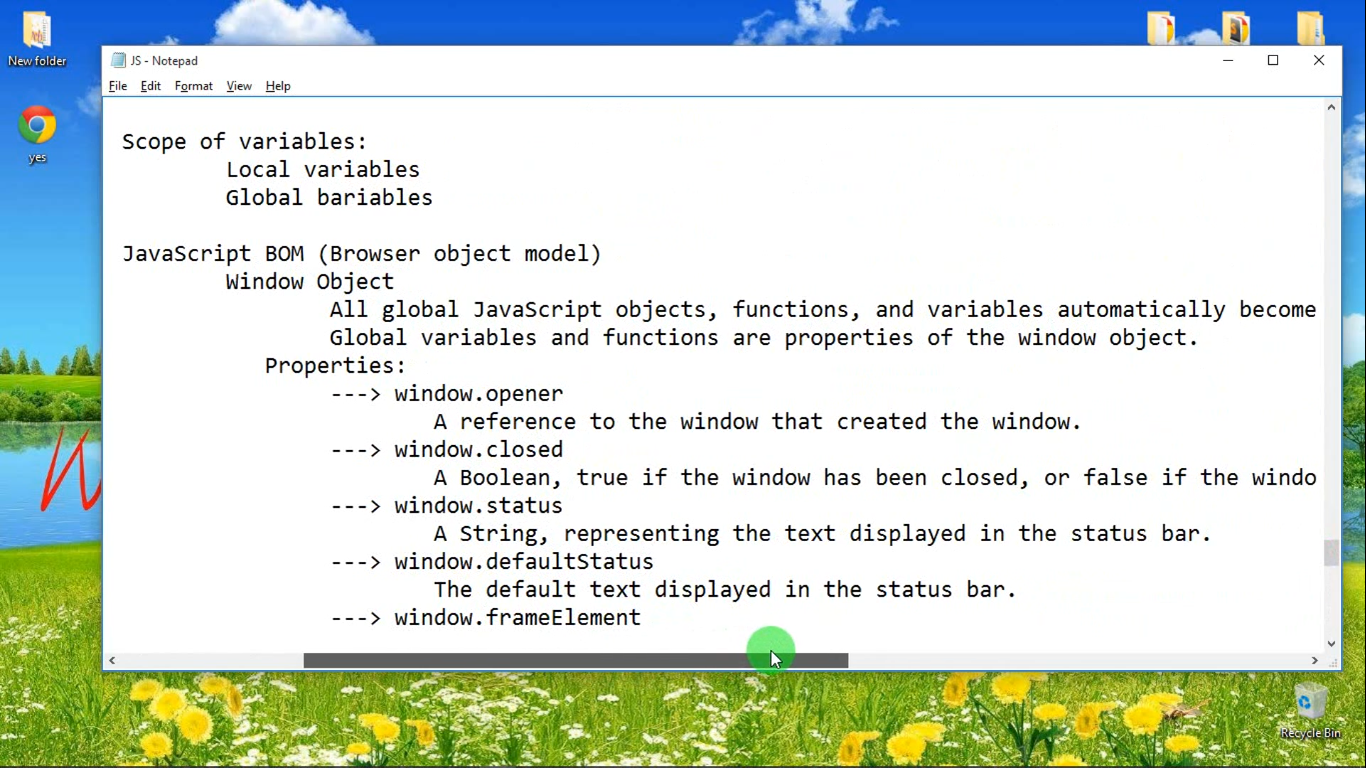 New folder
yes
JS - Notepad
File Edit Format View Help
Scope of variables:
Local variables
Global bariables
JavaScript BOM (Browser object model)
Window Object
All global JavaScript objects, functions, and variables automatically become
Global variables and functions are properties of the window object.
Properties:
---> window.opener
A reference to the window that created the window.
---> window.closed
A Boolean, true if the window has been closed, or false if the windo
---> window.status
A String, representing the text displayed in the status bar.
---> window.defaultStatus
The default text displayed in the status bar.
---> window.frameElement
Recycle Bin